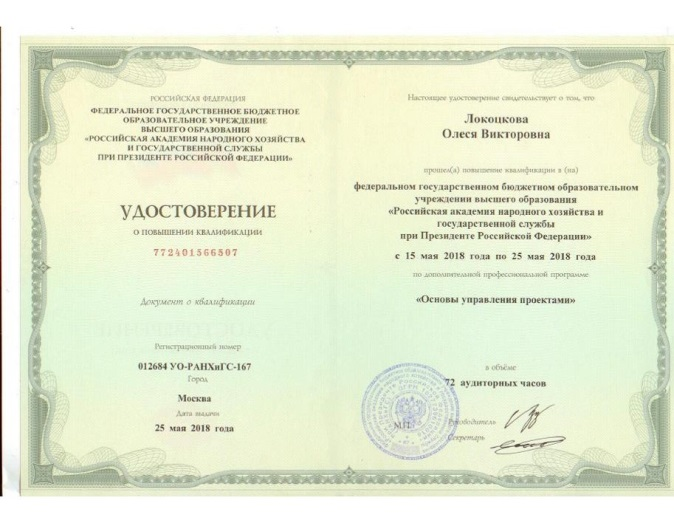 РОССИЙСКАЯ ФЕДЕРАЦИЯ
ФЕДЕРАЛЬНОЕ ГОСУДАРСТВЕННОЕ БЮДЖЕТНОЕ
ОБРАЗОВАТЕЛЬНОЕ УЧРЕЖДЕНИЕ
ВЫСШЕГО ОБРАЗОВАНИЯ
«РОССИЙСКАЯ АКАДЕМИЯ НАРОДНОГО ХОЗЯЙСТВА
И ГОСУДАРСТВЕННОЙ СЛУЖБЫ
ПРИ ПРЕЗИДЕНТЕ РОССИЙСКОЙ ФЕДЕРАЦИИ»
УДОСТОВЕРЕНИЕ
О ПОВЫШЕНИИ КВАЛИФИКАЦИИ
772401566507
Документ о квалификации
Регистрационный номер
012684 УО-РАНХиГС-167
Город
Москва
Дата выдачи
25 мая 2018 года
Настоящее удостоверение свидетельствует о том, что
Локоцкова
Олеся Викторовна
прошел(а) повышение квалификации в (на)
федеральном государственном бюджетном образовательном
учреждении высшего образования
«Российская академия народного хозяйства и
государственной службы
при Президенте Российской Федерации»
с 15 мая 2018 года по 25 мая 2018 года
по дополнительной профессиональной программе
«Основы управления проектами»
в объёме
72 аудиторных часов
Руководитель
М.П.
Секретарь